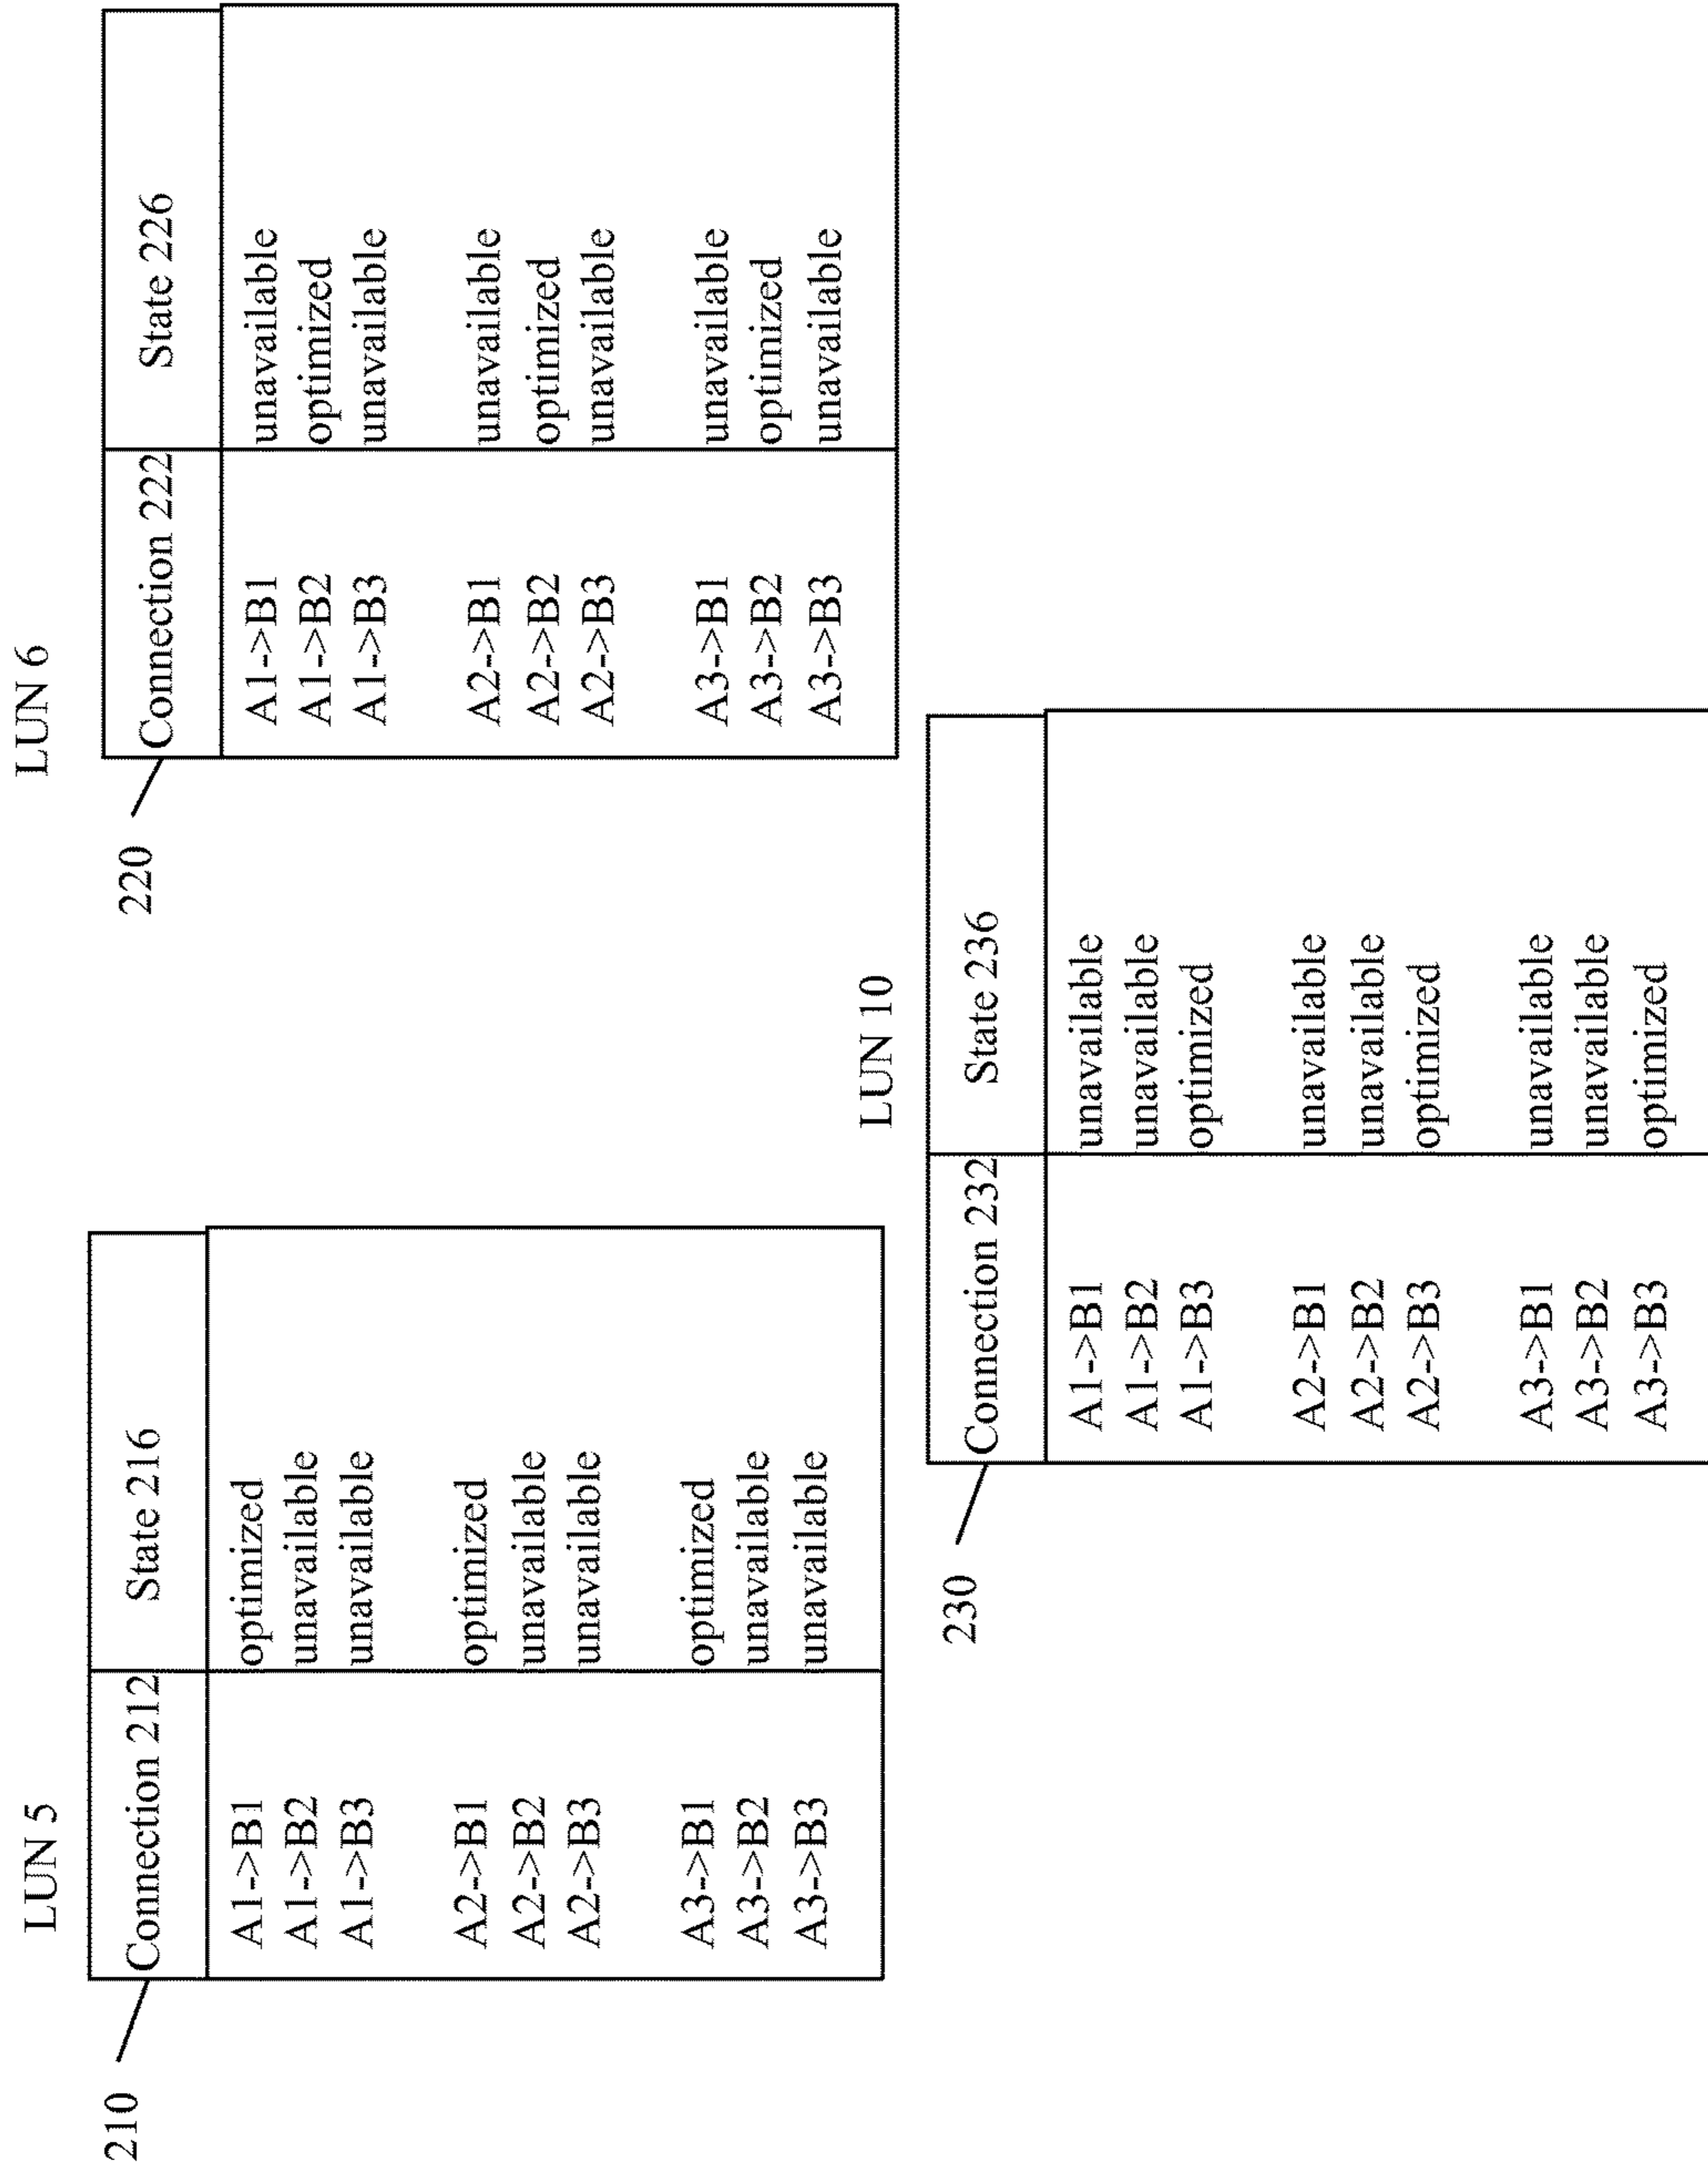 LUN 5
210
Connection 212 State 216
A1->B1 optimized
A1->B2 unavailable
A1->B3 unavailable
A2->B1 optimized
A2->B2 unavailable
A2->B3 unavailable
A3->B1 optimized
A3->B2 unavailable
A3->B3 unavailable
LUN 6
220
Connection 222 State 226
A1->B1 unavailable
A1->B2 optimized
A1->B3 unavailable
A2->B1 unavailable
A2->B2 optimized
A2->B3 unavailable
A3->B1 unavailable
A3->B2 optimized
A3->B3 unavailable
LUN 10
230
Connection 232 State 236
A1->B1 unavailable
A1->B2 unavailable
A1->B3 optimized
A2->B1 unavailable
A2->B2 unavailable
A2->B3 optimized
A3->B1 unavailable
A3->B2 unavailable
A3->B3 optimized